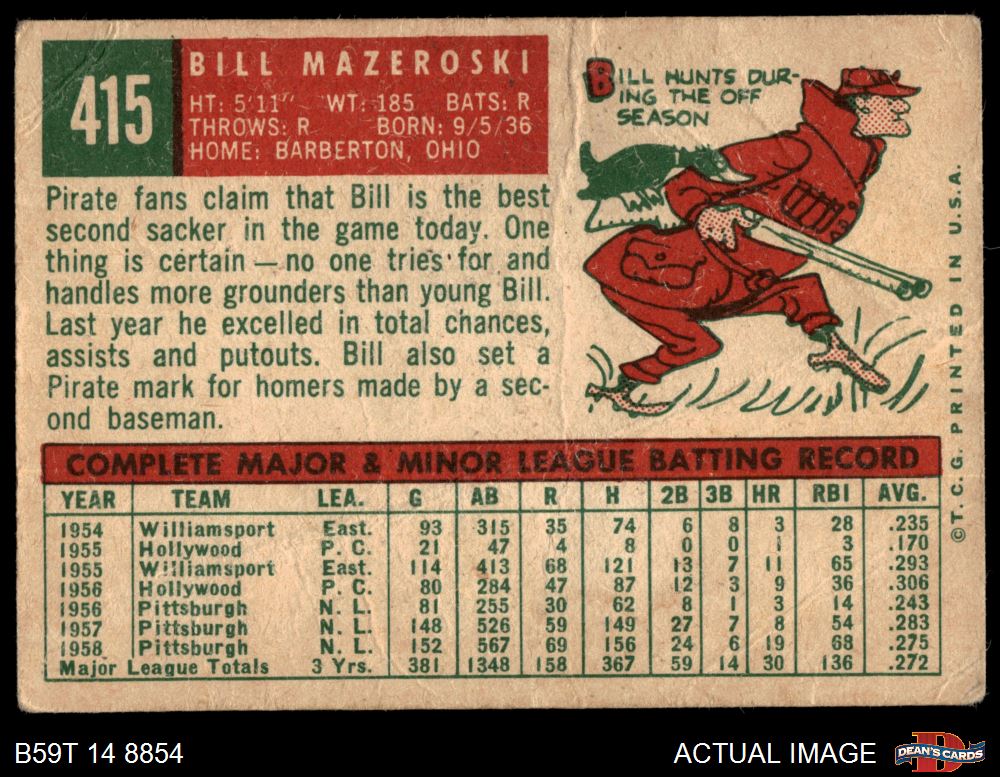 415
BILL MAZEROSKI
HT: 5'11" WT: 185 BATS: R
THROWS: R BORN: 9/5/36
HOME: BARBERTON, OHIO
BILL HUNTS DUR-
ING THE OFF
SEASON
Pirate fans claim that Bill is the best
second sacker in the game today. One
thing is certain — no one tries for and
handles more grounders than young Bill.
Last year he excelled in total chances,
assists and putouts. Bill also set a
Pirate mark for homers made by a sec-
ond baseman.
COMPLETE MAJOR & MINOR LEAGUE BATTING RECORD
YEAR TEAM LEA. G AB R H 2B 3B HR RBI AVG.
1954 Williamsport East. 93 315 35 74 6 8 3 28 .235
1955 Hollywood P. C. 21 47 4 8 0 0 1 3 .170
1955 Williamsport East. 114 413 68 121 13 7 11 65 .293
1956 Hollywood P. C. 80 284 47 87 12 3 9 36 .306
1956 Pittsburgh N. L. 81 255 30 62 8 1 3 14 .243
1957 Pittsburgh N. L. 148 526 59 149 27 7 8 54 .283
1958 Pittsburgh N. L. 152 567 69 156 24 6 19 68 .275
Major League Totals 3 Yrs. 381 1348 158 367 59 14 30 136 .272
© T. C. G. PRINTED IN U.S.A.
B59T 14 8854
ACTUAL IMAGE
B
DEAN'S CARDS